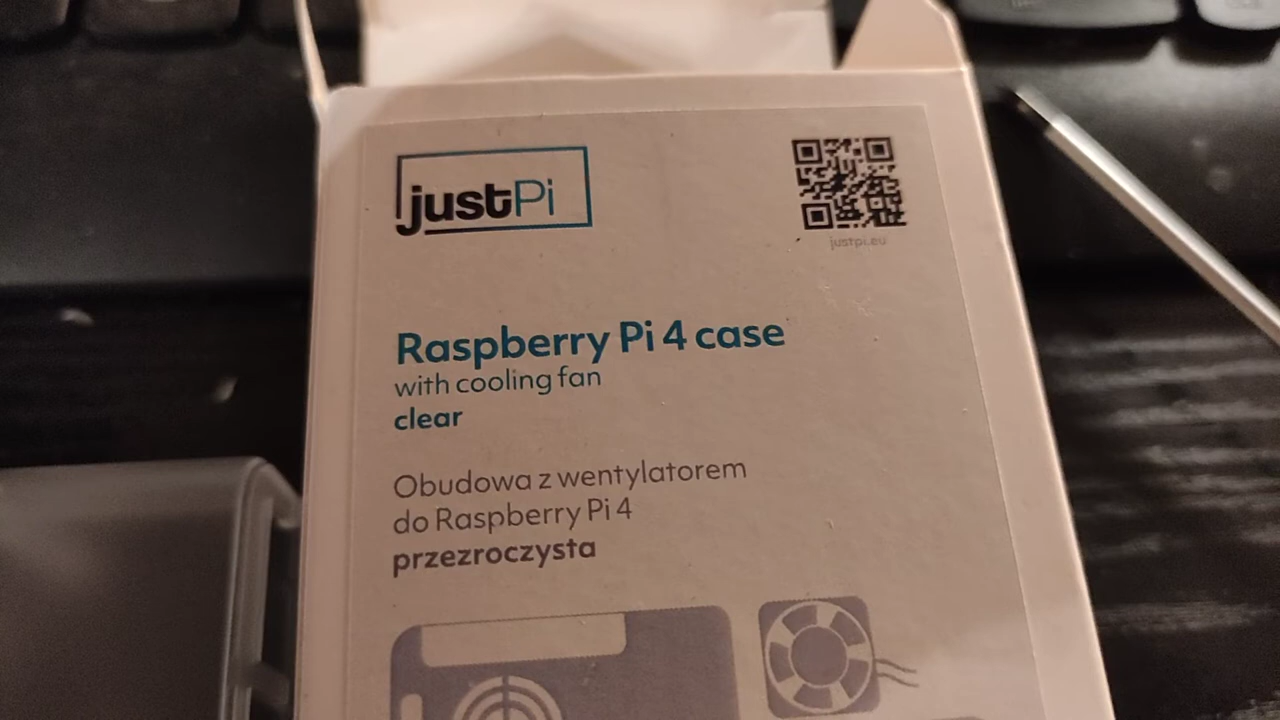 justPi
justpi.eu
Raspberry Pi 4 case
with cooling fan
clear
Obudowa z wentylatorem
do Raspberry Pi 4
przezroczysta